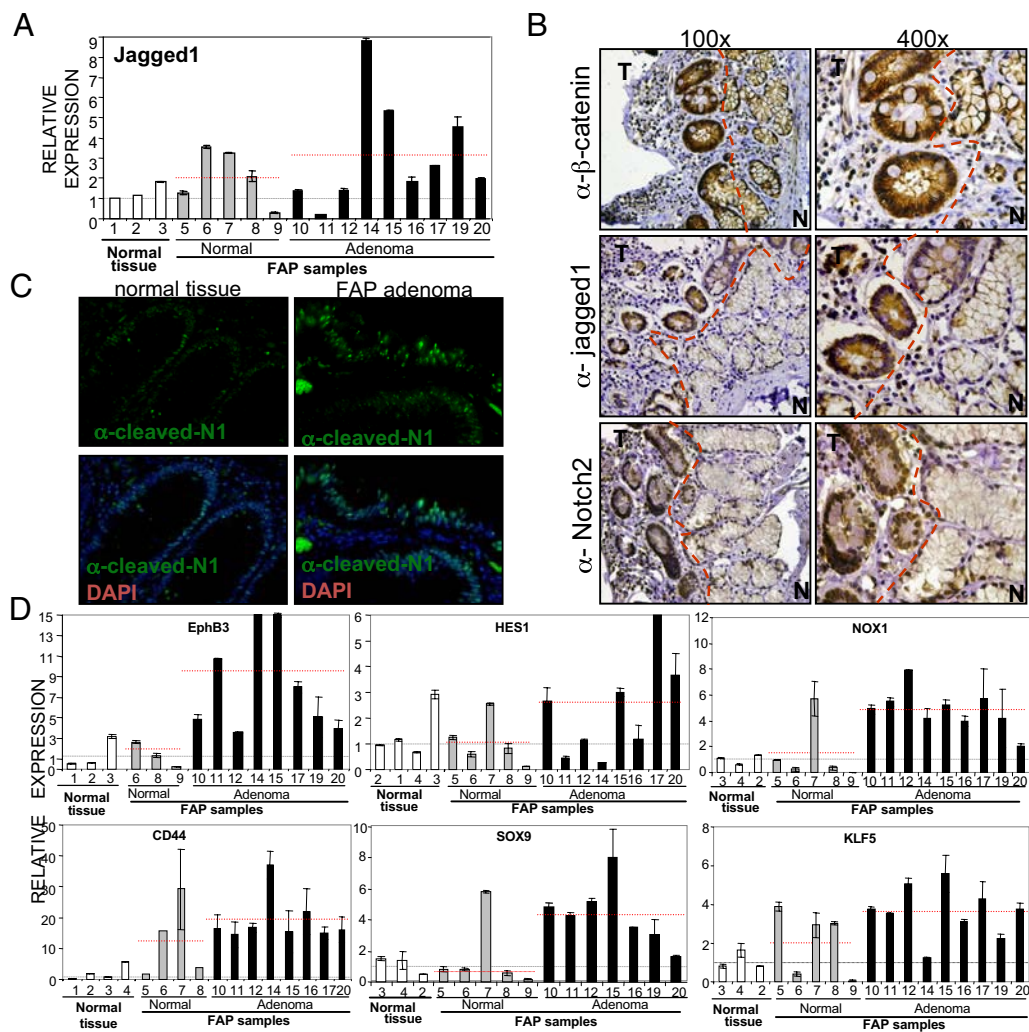 A
Jagged1
RELATIVE
EXPRESSION
9
8
7
6
5
4
3
2
1
0
1 2 3 5 6 7 8 9 10 11 12 14 15 16 17 19 20
Normal
tissue
Normal
Adenoma
FAP samples
B
100x
400x
α-β-catenin
T
N
T
N
α- jagged1
T
N
T
N
α- Notch2
T
N
T
N
C
normal tissue
FAP adenoma
α-cleaved-N1
α-cleaved-N1
α-cleaved-N1
DAPI
α-cleaved-N1
DAPI
D
RELATIVE EXPRESSION
EphB3
15
12
9
6
3
1
0
1 2 3 6 8 9 10 11 12 14 15 17 19 20
Normal
tissue
Normal
Adenoma
FAP samples
HES1
6
5
4
3
2
1
0
2 1 4 3 5 6 7 8 9 10 11 12 14 15 16 17 20
Normal
tissue
Normal
Adenoma
FAP samples
NOX1
12
10
8
6
4
2
0
3 4 2 5 6 7 8 9 10 11 12 14 15 16 17 19 20
Normal
tissue
Normal
Adenoma
FAP samples
CD44
60
50
40
30
20
10
0
1 2 3 4 5 6 7 8 10 11 12 14 15 16 17 20
Normal
tissue
Normal
Adenoma
FAP samples
SOX9
10
8
6
4
2
0
3 4 2 5 6 7 8 9 10 11 12 15 16 19 20
Normal
tissue
Normal
Adenoma
FAP samples
KLF5
8
6
4
2
1
0
3 4 2 5 6 7 8 9 10 11 12 14 15 16 17 19 20
Normal
tissue
Normal
Adenoma
FAP samples